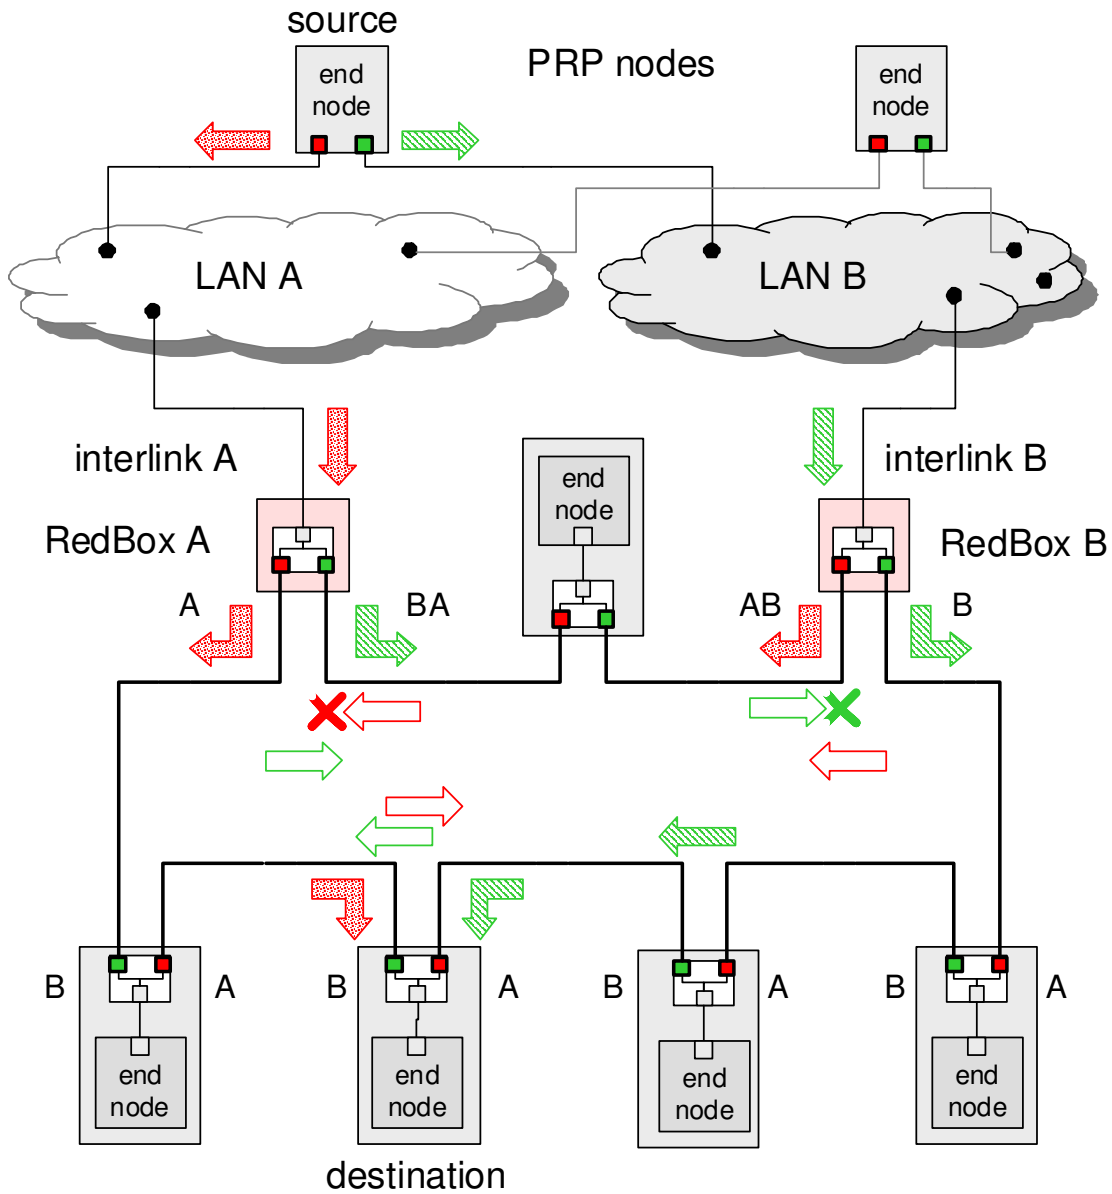 source
PRP nodes
end
node
end
node
LAN A
LAN B
interlink A
interlink B
end
node
RedBox A
RedBox B
A
BA
AB
B
B
A
B
A
B
A
B
A
end
node
end
node
end
node
end
node
destination